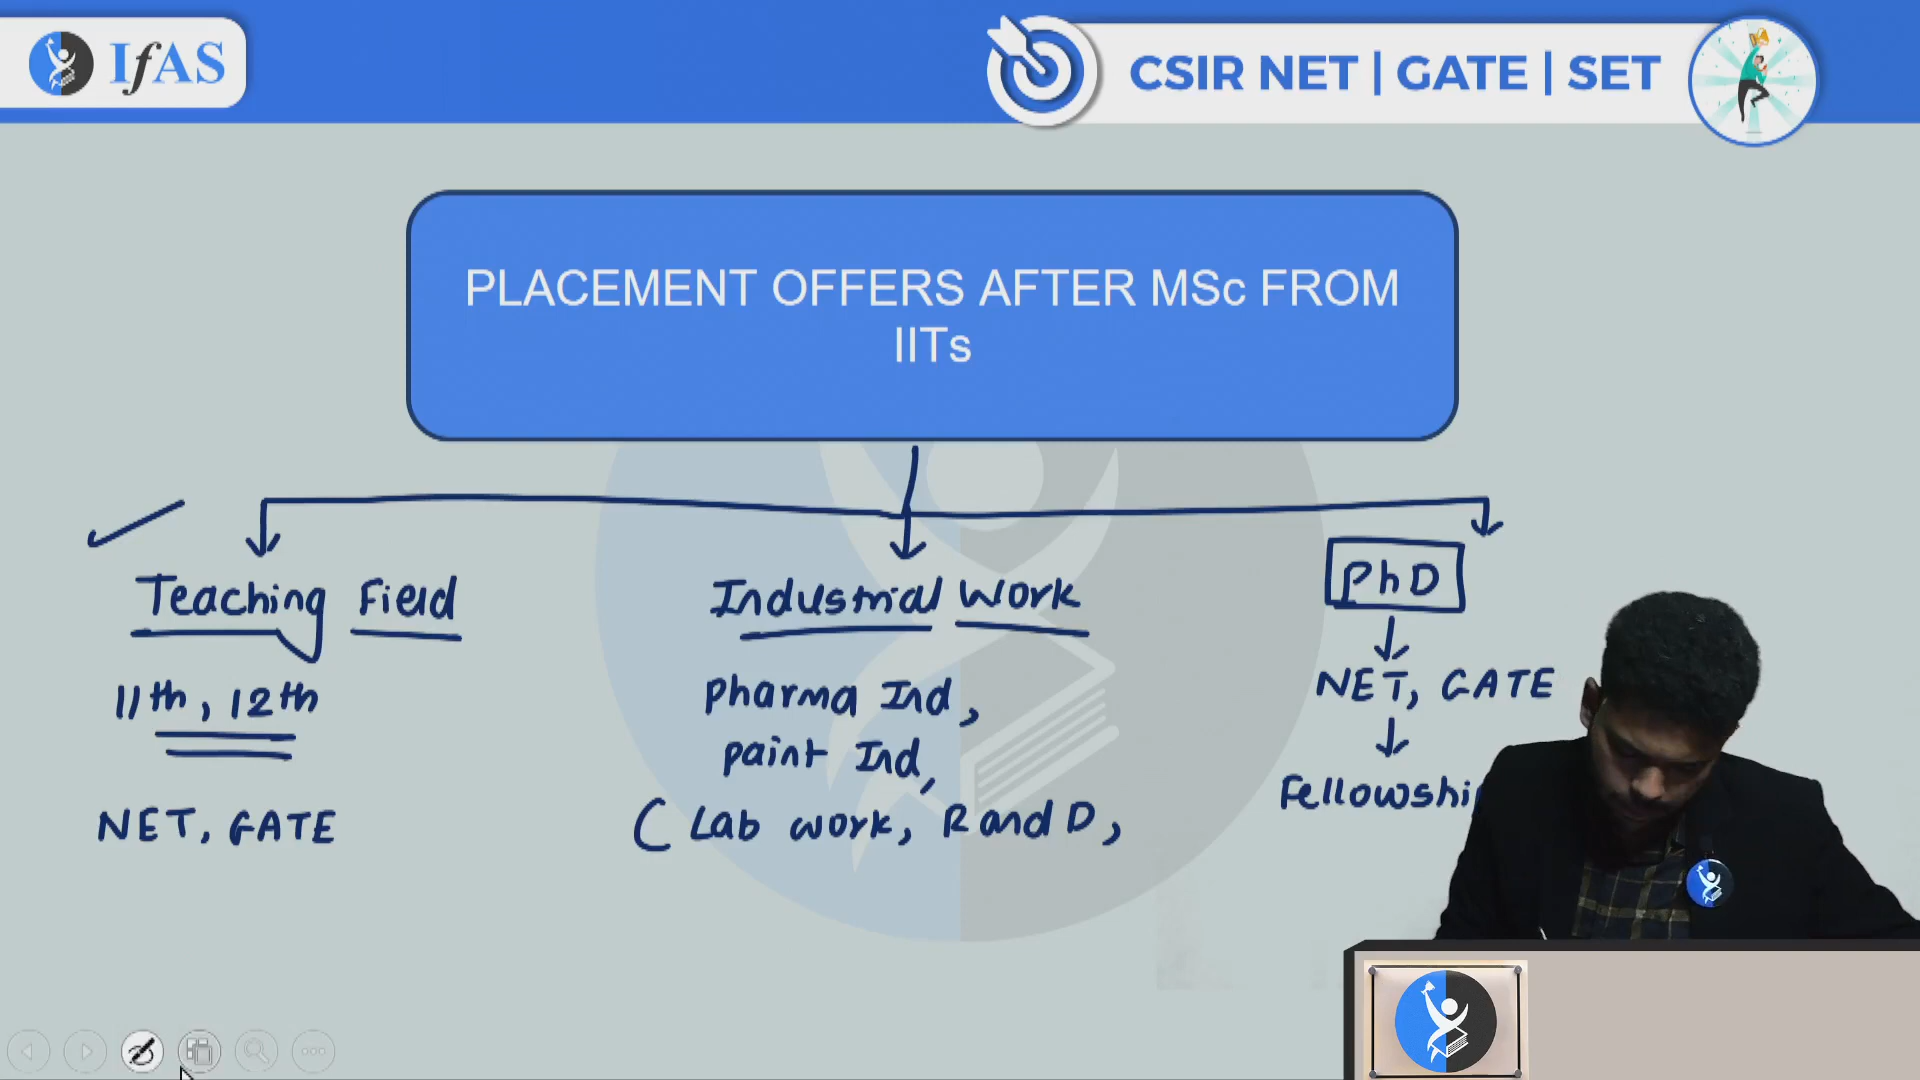 IfAS
CSIR NET | GATE | SET
PLACEMENT OFFERS AFTER MSc FROM
IITs
Teaching Field
11th, 12th
NET, GATE
Industrial Work
pharma Ind,
paint Ind,
( Lab work, R and D,
PhD
NET, GATE
Fellowshi